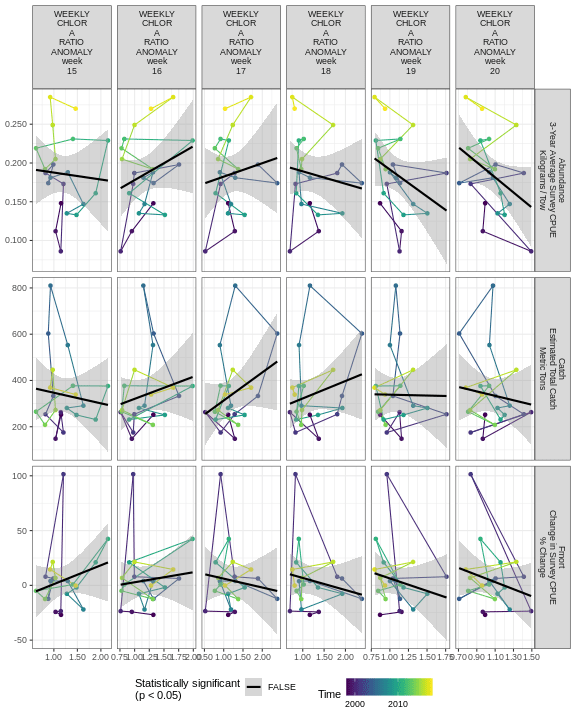 WEEKLY
CHLOR
A
RATIO
ANOMALY
week
15
WEEKLY
CHLOR
A
RATIO
ANOMALY
week
16
WEEKLY
CHLOR
A
RATIO
ANOMALY
week
17
WEEKLY
CHLOR
A
RATIO
ANOMALY
week
18
WEEKLY
CHLOR
A
RATIO
ANOMALY
week
19
WEEKLY
CHLOR
A
RATIO
ANOMALY
week
20
0.250
0.200
0.150
0.100
Abundance
3-Year Average Survey CPUE
Kilograms / Tow
800
600
400
200
Catch
Estimated Total Catch
Metric Tons
100
50
0
-50
Fmort
Change in Survey CPUE
% Change
1.00 1.50 2.00
0.75 1.00 1.25 1.50 1.75 2.00
0.50 1.00 1.50 2.00
1.00 1.50 2.00
0.75 1.00 1.25 1.50 1.75
0.70 0.90 1.10 1.30 1.50
Statistically significant
(p < 0.05)
FALSE
Time
2000 2010